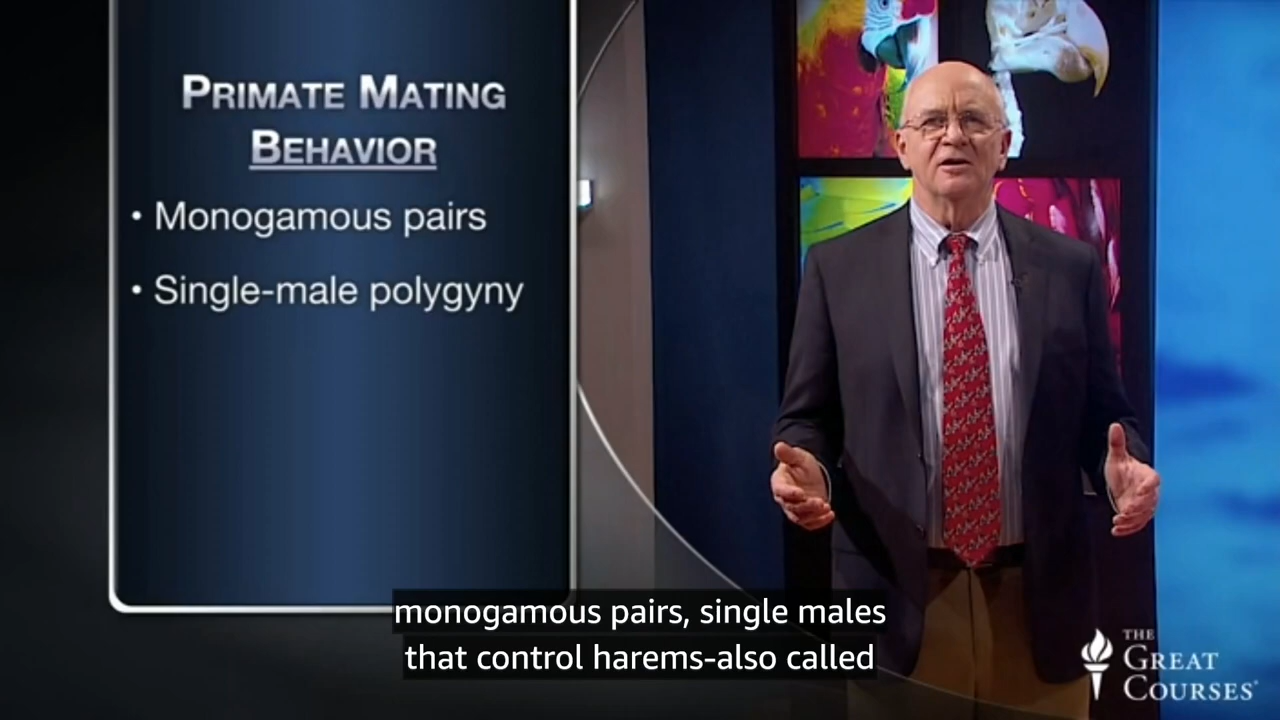 PRIMATE MATING
BEHAVIOR
• Monogamous pairs
• Single-male polygyny
monogamous pairs, single males
that control harems-also called
THE
GREAT
COURSES®